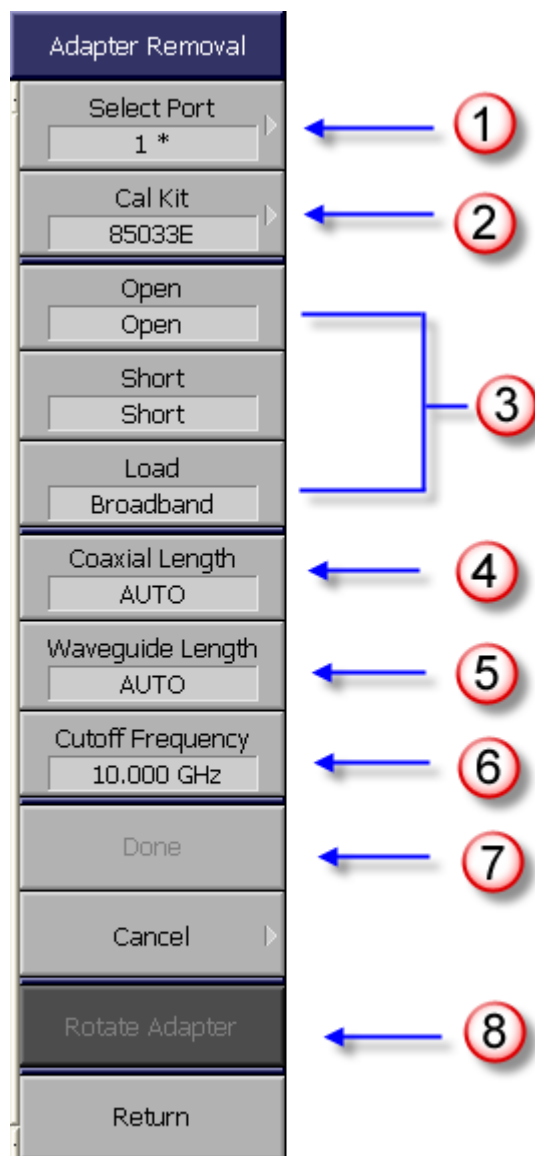 Adapter Removal
Select Port
1 *
1
Cal Kit
85033E
2
Open
Open
Short
Short
3
Load
Broadband
Coaxial Length
AUTO
4
Waveguide Length
AUTO
5
Cutoff Frequency
10.000 GHz
6
Done
7
Cancel
Rotate Adapter
8
Return